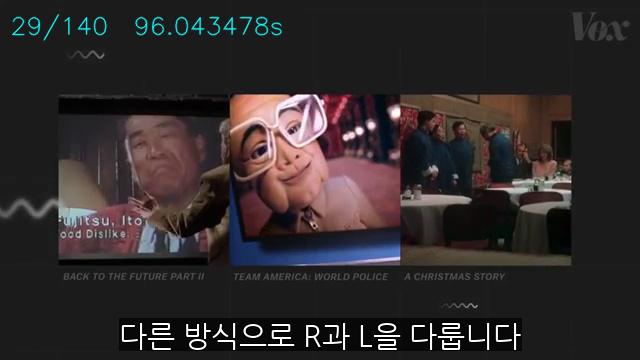 29/140 96.043478s
Vox
Fujitsu, Ito
ood Dislike:
BACK TO THE FUTURE PART II
TEAM AMERICA: WORLD POLICE
A CHRISTMAS STORY
다른 방식으로 R과 L을 다룹니다